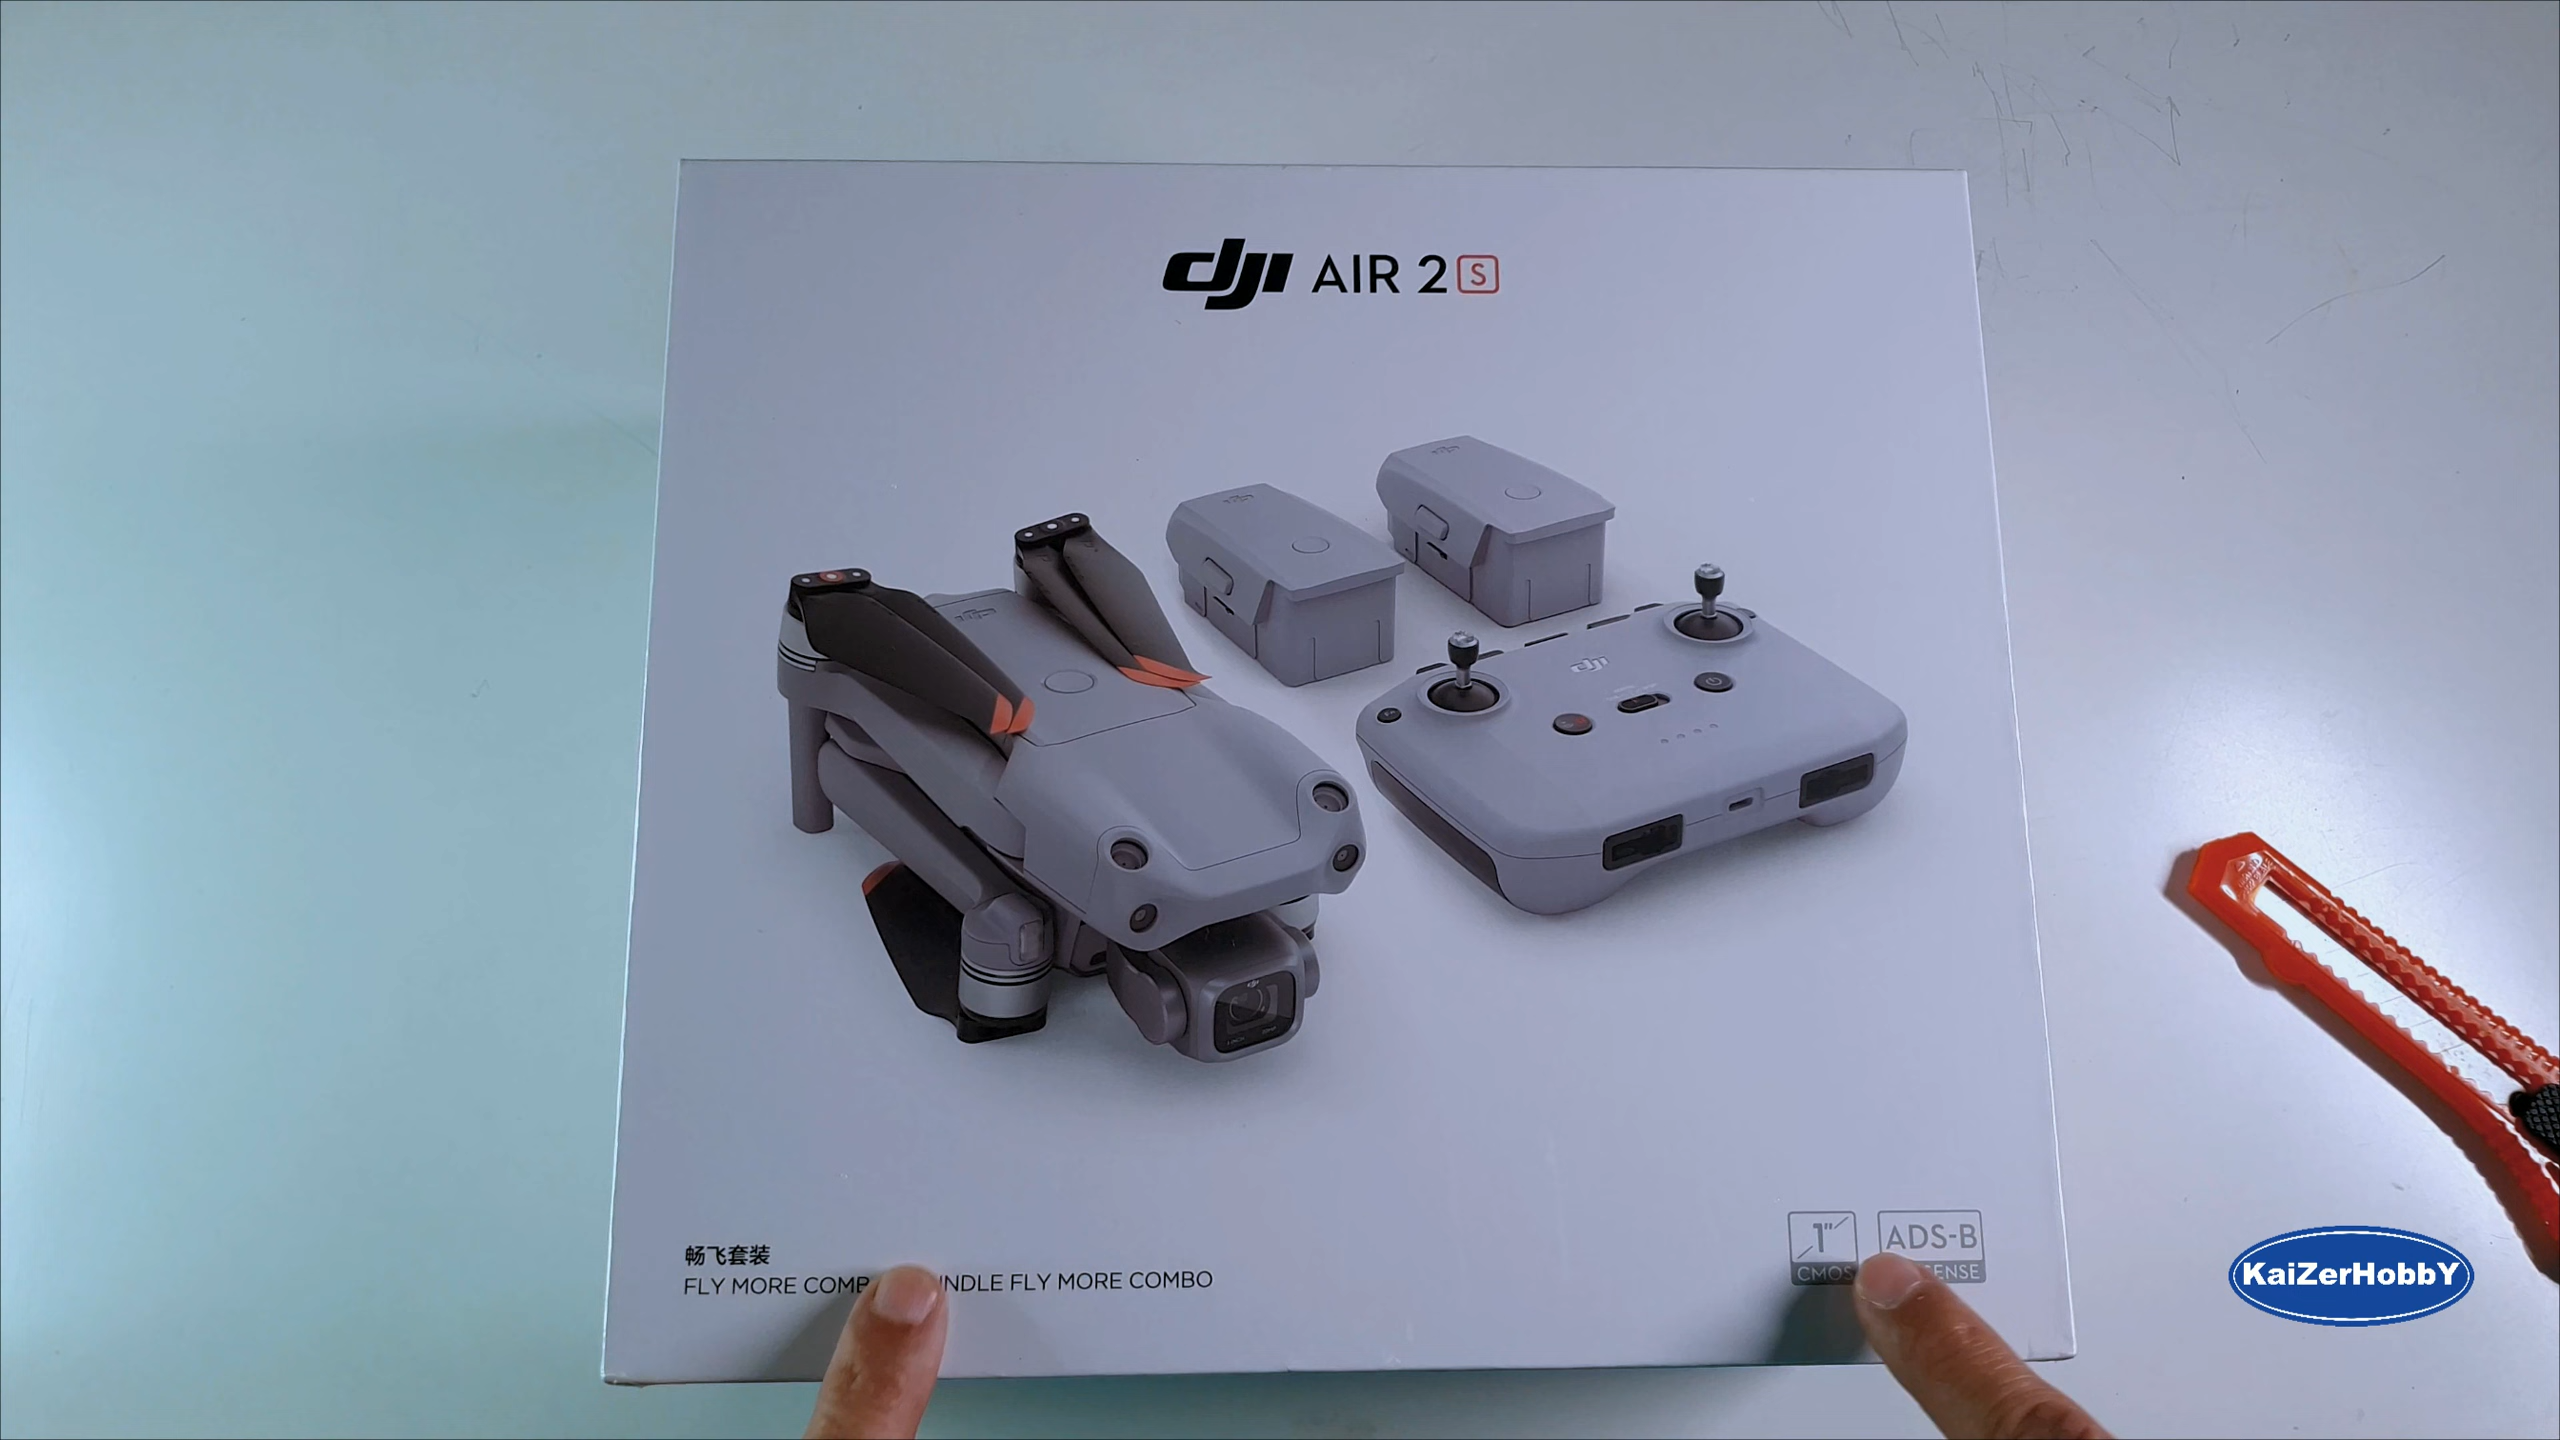 dji AIR 2S
畅飞套装
FLY MORE COMB NDLE FLY MORE COMBO
1" ADS-B
CMOS ENSE
KaiZerHobbY